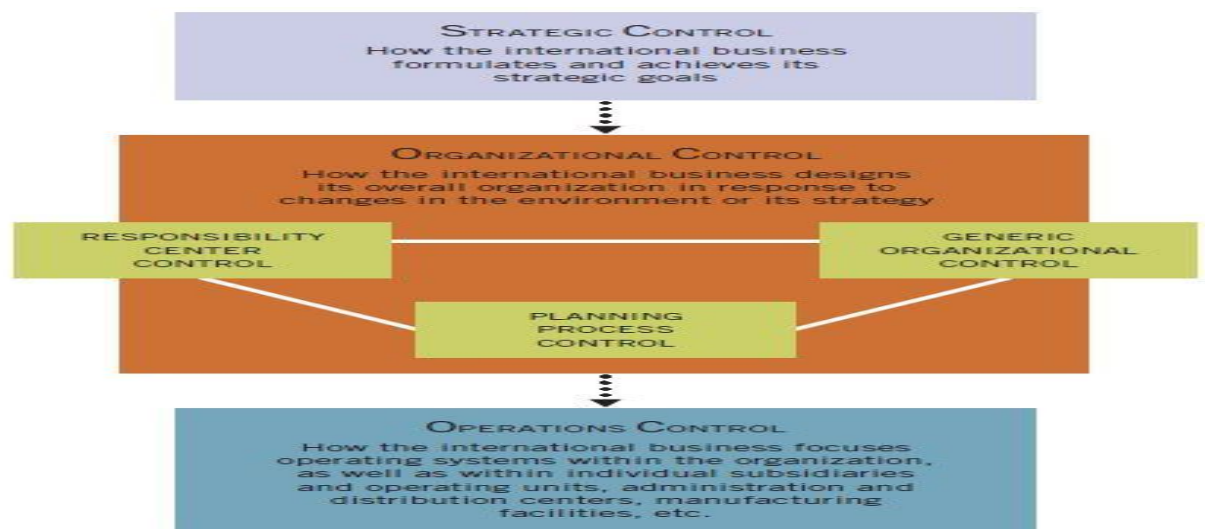 STRATEGIC CONTROL
How the international business
formulates and achieves its
strategic goals
ORGANIZATIONAL CONTROL
How the international business designs
its overall organization in response to
changes in the environment or its strategy
RESPONSIBILITY
CENTER
CONTROL
GENERIC
ORGANIZATIONAL
CONTROL
PLANNING
PROCESS
CONTROL
OPERATIONS CONTROL
How the international business focuses
operating systems within the organization,
as well as within individual subsidiaries
and operating units, administration and
distribution centers, manufacturing
facilities, etc.